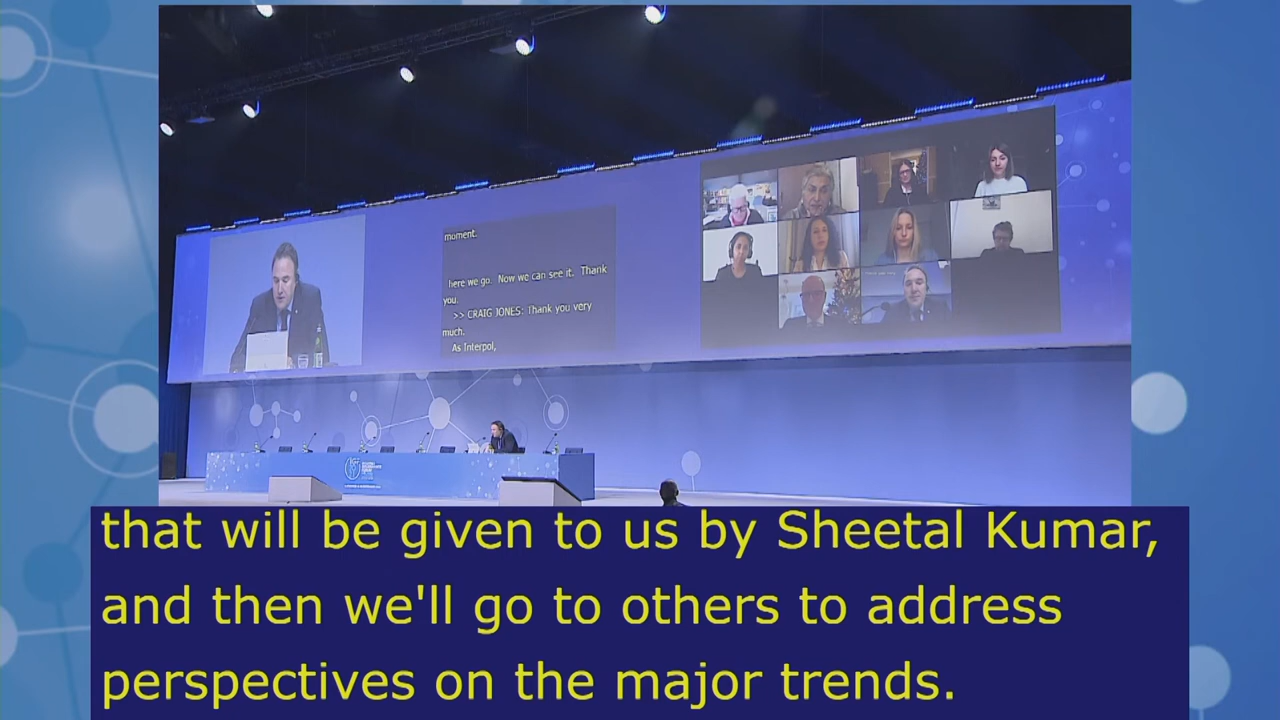 moment.
here we go. Now we can see it. Thank
you.
>> CRAIG JONES: Thank you very
much.
As Interpol,
that will be given to us by Sheetal Kumar,
and then we'll go to others to address
perspectives on the major trends.